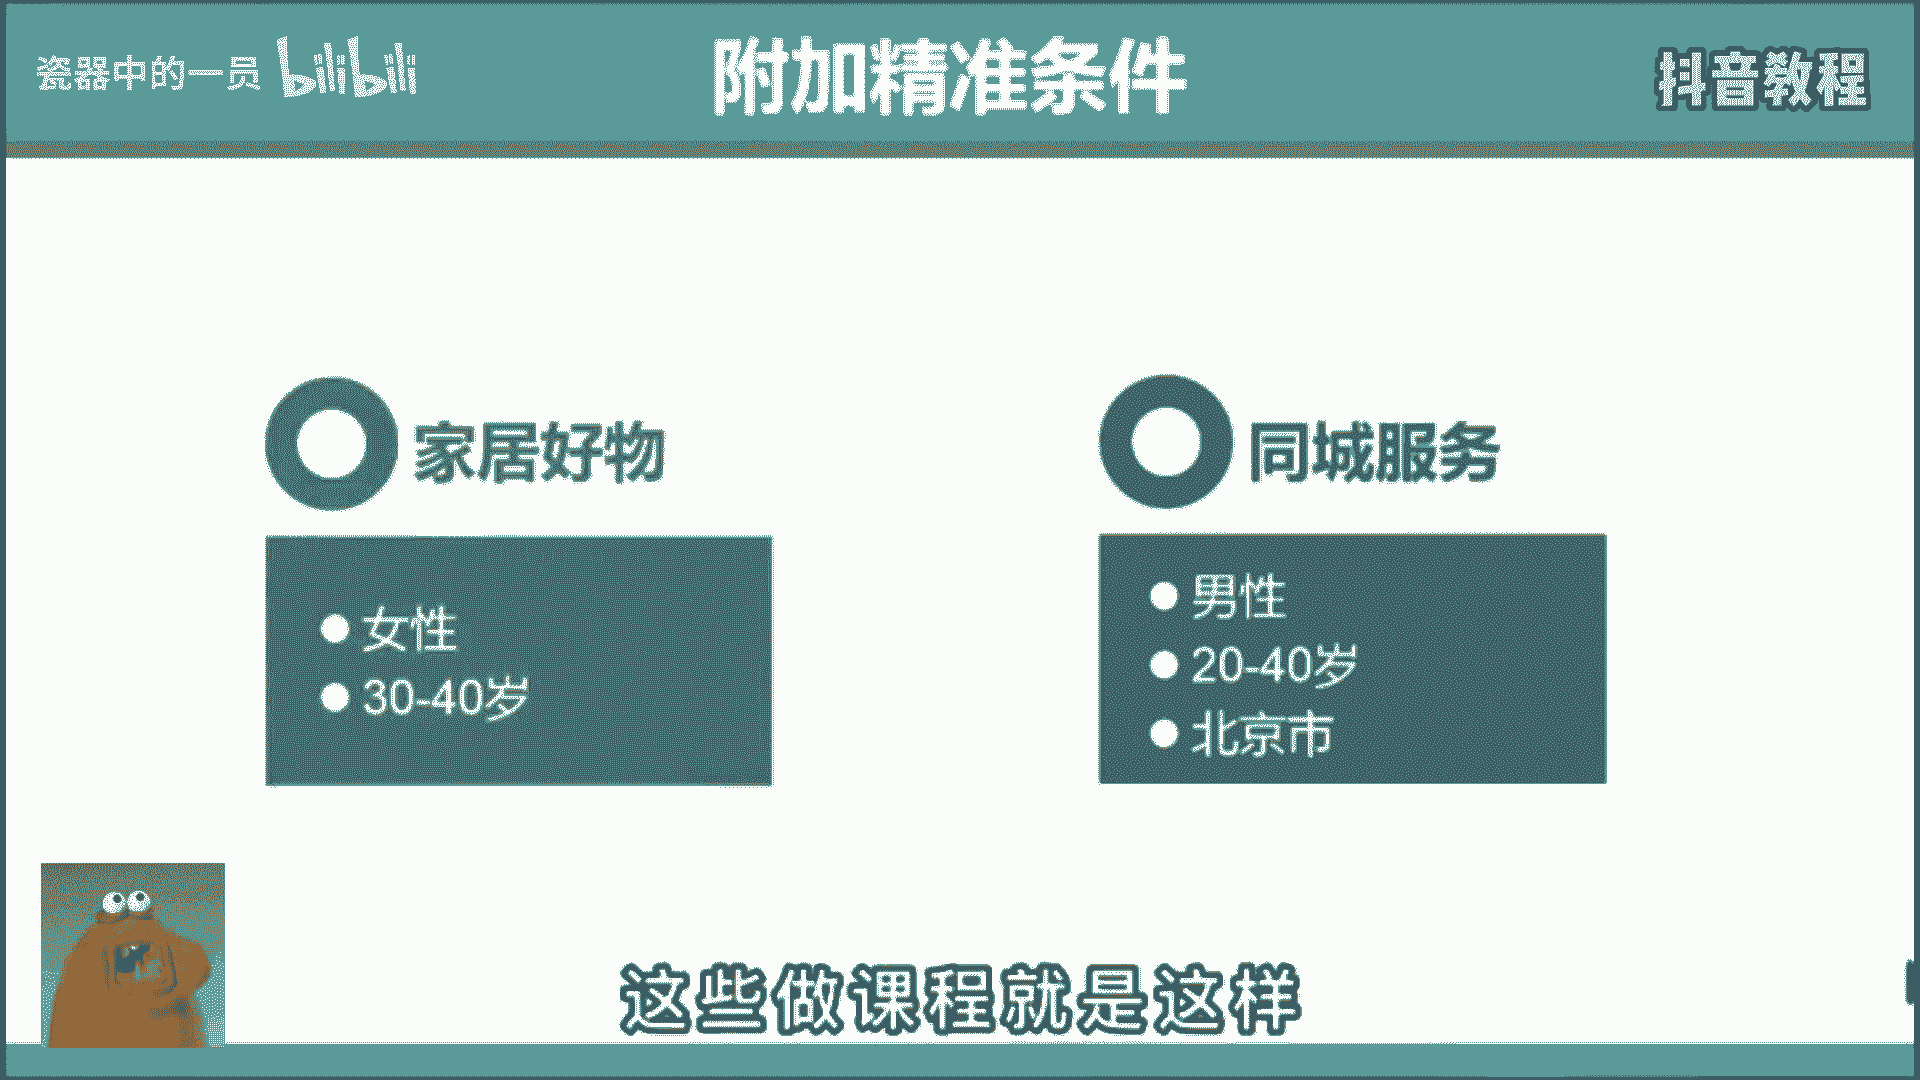 瓷器中的一员 bilibili
附加精准条件
抖音教程
家居好物
女性
30-40岁
同城服务
男性
20-40岁
北京市
这些做课程就是这样